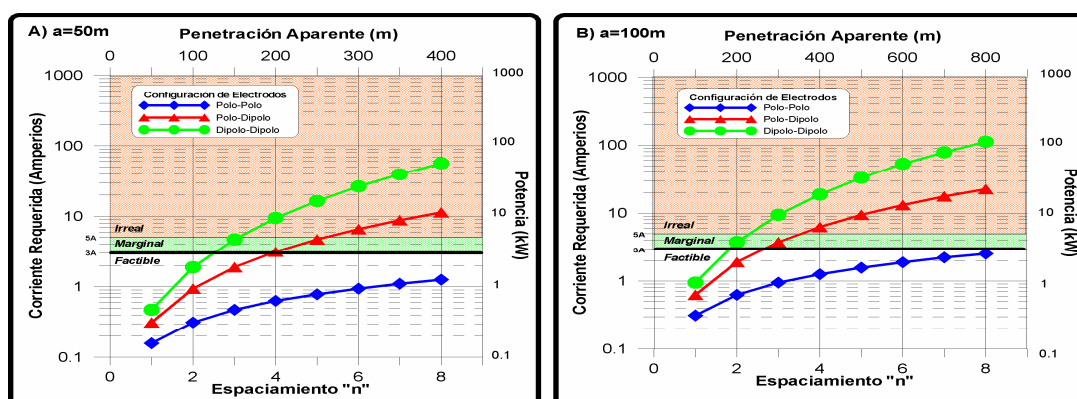 A) a=50m
Penetración Aparente (m)
0 100 200 300 400
1000
100
10
1
0.1
Corriente Requerida (Amperios)
Configuración de Electrodos
Polo-Polo
Polo-Dipolo
Dipolo-Dipolo
Irreal
5A
Marginal
3A
Factible
1000
100
10
1
0.1
Potencia (kW)
0 2 4 6 8
Espaciamiento "n"
B) a=100m
Penetración Aparente (m)
0 200 400 600 800
1000
100
10
1
0.1
Corriente Requerida (Amperios)
Configuración de Electrodos
Polo-Polo
Polo-Dipolo
Dipolo-Dipolo
Irreal
5A
Marginal
Factible
1000
100
10
1
0.1
Potencia (kW)
0 2 4 6 8
Espaciamiento "n"